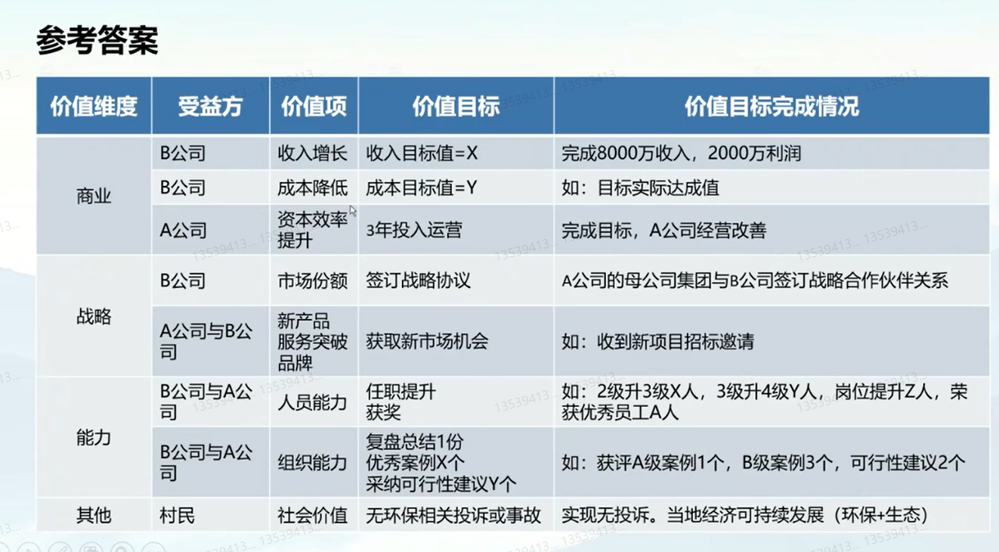 参考答案
价值维度 受益方 价值项 价值目标 价值目标完成情况
商业
B公司 收入增长 收入目标值=X 完成8000万收入，2000万利润
B公司 成本降低 成本目标值=Y 如：目标实际达成值
A公司 资本效率
提升 3年投入运营 完成目标，A公司经营改善
战略
B公司 市场份额 签订战略协议 A公司的母公司集团与B公司签订战略合作伙伴关系
A公司与B公
司
新产品
服务突破
品牌
获取新市场机会 如：收到新项目招标邀请
能力
B公司与A公
司
人员能力
任职提升
获奖
如：2级升3级X人，3级升4级Y人，岗位提升Z人，荣
获优秀员工A人
B公司与A公
司
组织能力
复盘总结1份
优秀案例X个
采纳可行性建议Y个
如：获评A级案例1个，B级案例3个，可行性建议2个
其他 村民 社会价值 无环保相关投诉或事故 实现无投诉。当地经济可持续发展（环保+生态）
13539413... 13539413...